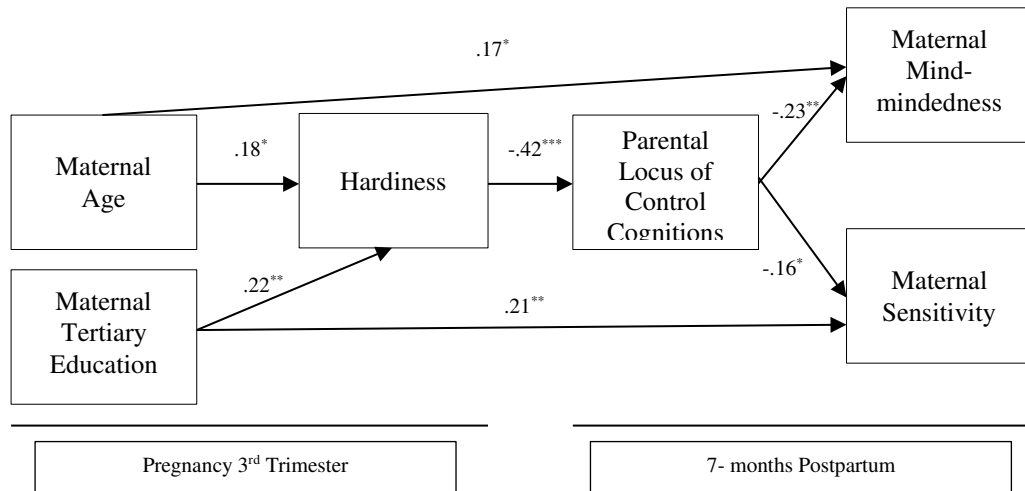 .17*
Maternal
Mind-
mindedness
-.23**
Maternal
Age
.18*
Hardiness
-.42***
Parental
Locus of
Control
Cognitions
-.16*
Maternal
Tertiary
Education
.22**
.21**
Maternal
Sensitivity
Pregnancy 3rd Trimester
7- months Postpartum